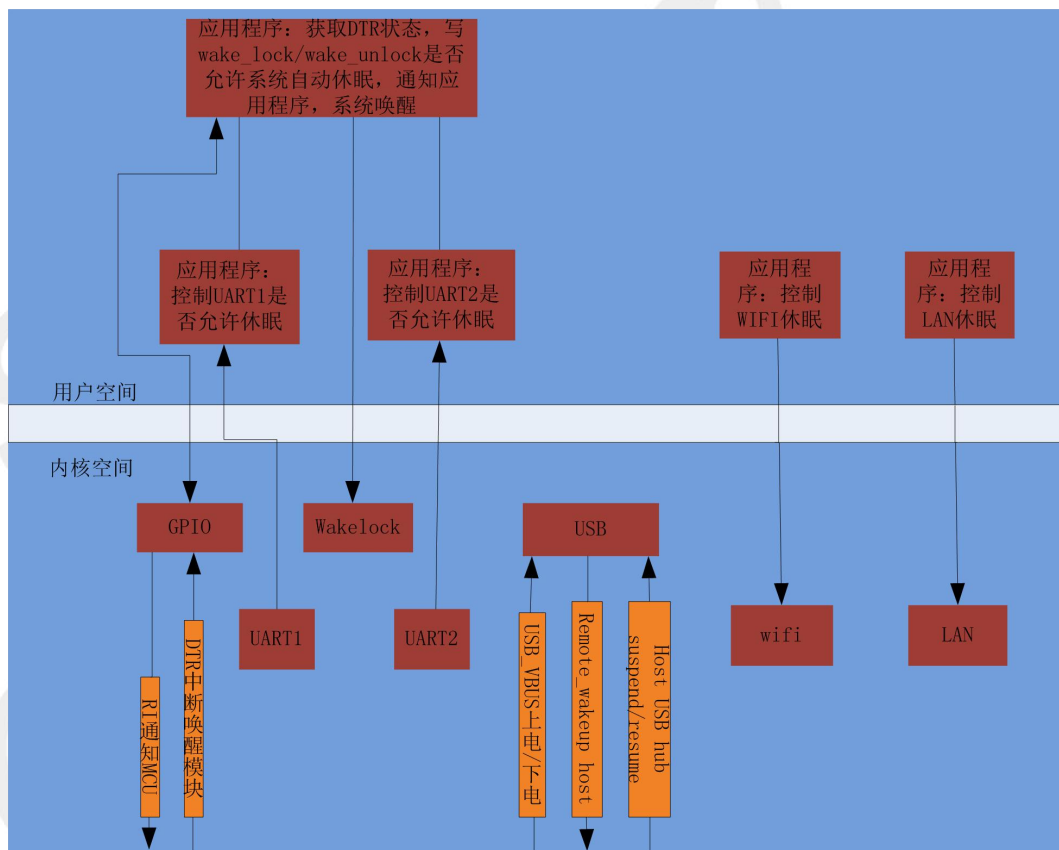 应用程序：获取DTR状态，写
wake_lock/wake_unlock是否
允许系统自动休眠，通知应
用程序，系统唤醒
应用程序：
控制UART1是
否允许休眠
应用程序：
控制UART2是
否允许休眠
应用程
序：控制
WIFI休眠
应用程
序：控制
LAN休眠
用户空间
内核空间
GPIO
Wakelock
USB
UART1
UART2
wifi
LAN
RI通知MCU
DTR中断唤醒模块
USB_VBUS上电/下电
Remote_wakeup host
Host USB hub
suspend/resume